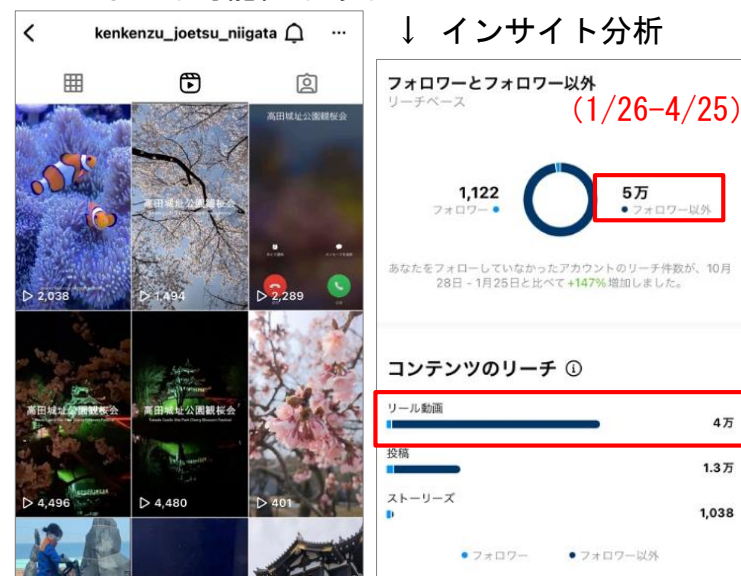 kenkenzu_joetsu_niigata
↓ インサイト分析
高田城址公園観桜会
2,038
高田城址公園観桜会
1,494
2,289
高田城址公園観桜会
4,496
高田城址公園観桜会
4,480
401
フォロワーとフォロワー以外
リーチベース
(1/26-4/25)
1,122
フォロワー
5万
フォロワー以外
あなたをフォローしていなかったアカウントのリーチ件数が、10月
28日 - 1月25日と比べて+147%増加しました。
コンテンツのリーチ
リール動画
4万
投稿
1.3万
ストーリーズ
1,038
フォロワー
フォロワー以外